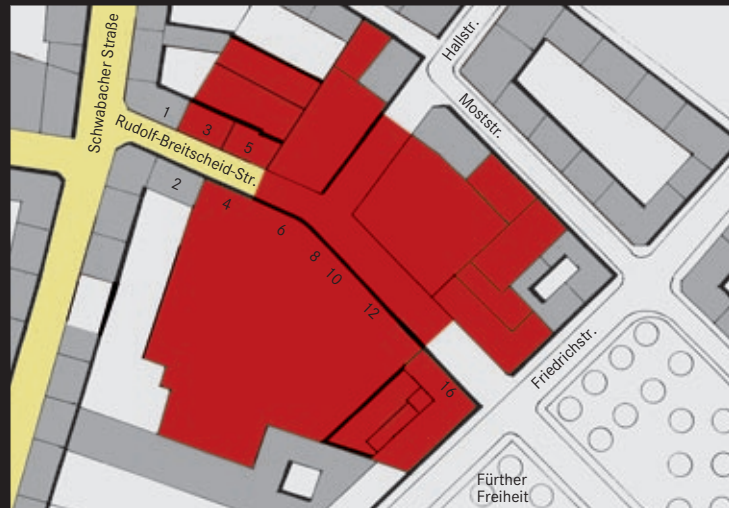 Hallstr.
Moststr.
Schwabacher Straße
1
3
5
Rudolf-Breitscheid-Str.
2
4
6
8
10
12
16
Friedrichstr.
Fürther
Freiheit